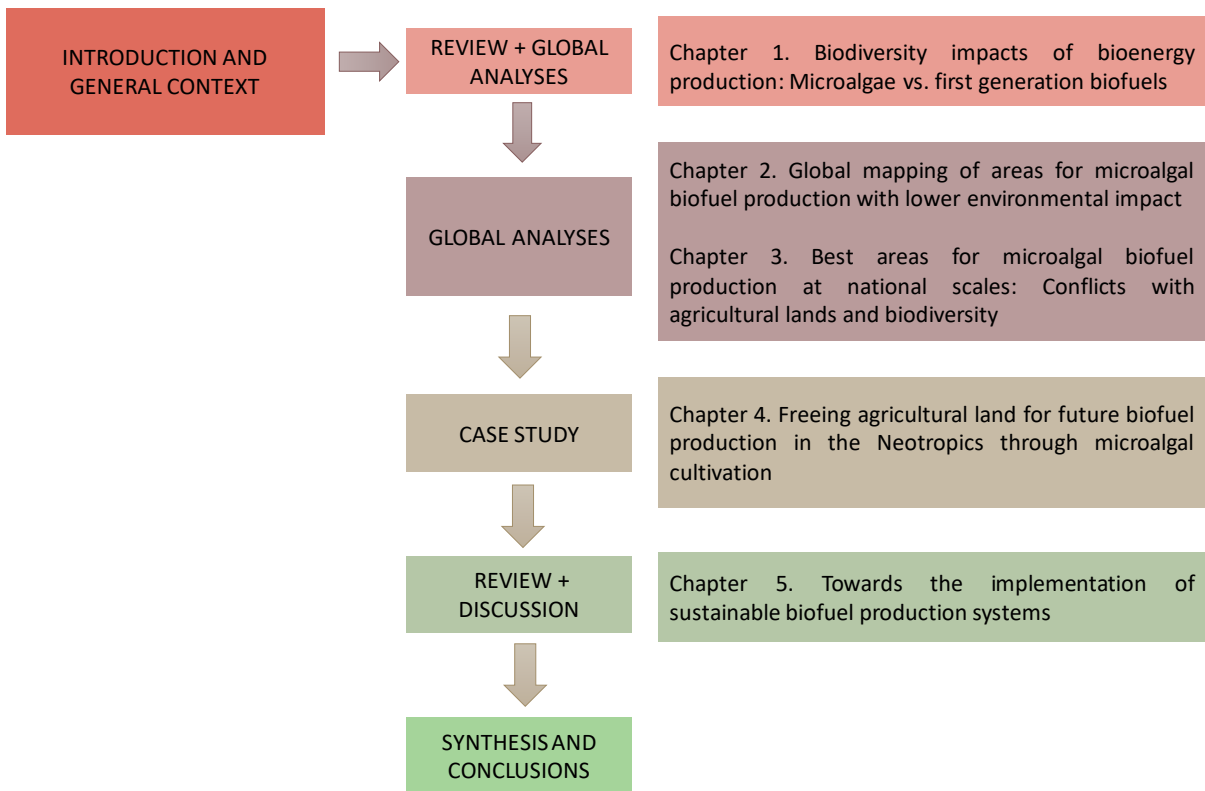 INTRODUCTION AND
GENERAL CONTEXT
REVIEW + GLOBAL
ANALYSES
Chapter 1. Biodiversity impacts of bioenergy
production: Microalgae vs. first generation biofuels
GLOBAL ANALYSES
Chapter 2. Global mapping of areas for microalgal
biofuel production with lower environmental impact
Chapter 3. Best areas for microalgal biofuel
production at national scales: Conflicts with
agricultural lands and biodiversity
CASE STUDY
Chapter 4. Freeing agricultural land for future biofuel
production in the Neotropics through microalgal
cultivation
REVIEW +
DISCUSSION
Chapter 5. Towards the implementation of
sustainable biofuel production systems
SYNTHESIS AND
CONCLUSIONS